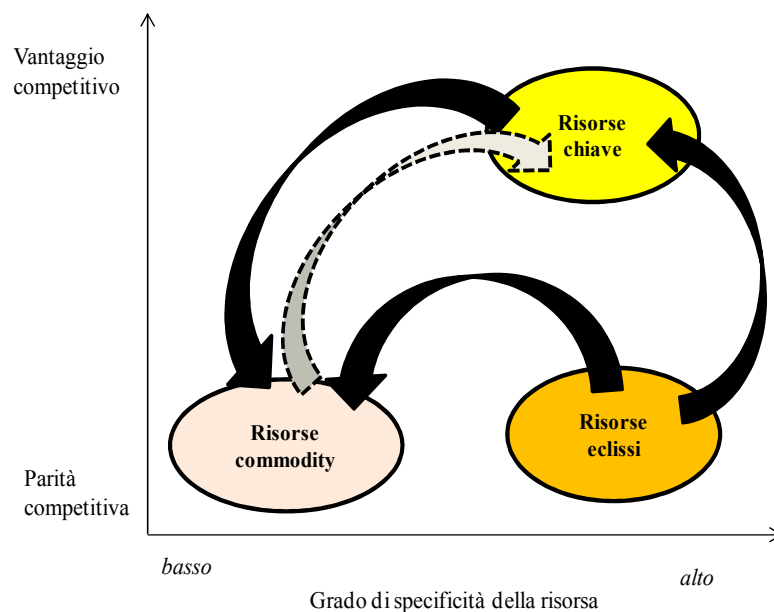 Vantaggio
competitivo
Risorse
chiave
Risorse
commodity
Risorse
eclissi
Parità
competitiva
basso
alto
Grado di specificità della risorsa